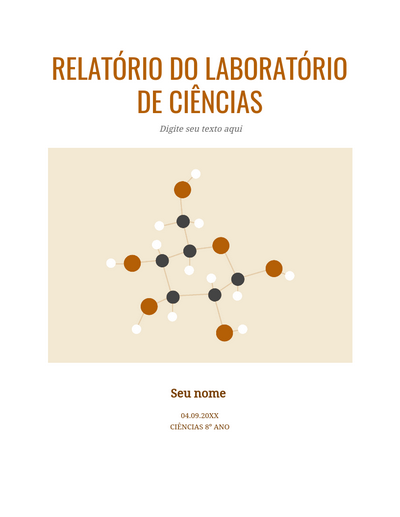 RELATÓRIO DO LABORATÓRIO
DE CIÊNCIAS
Digite seu texto aqui
Seu nome
04.09.20XX
CIÊNCIAS 8º ANO